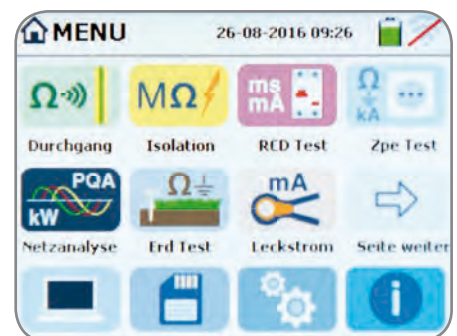 MENU 26-08-2016 09:26
Ω MΩ ms mA Ω kA
Durchgang Isolation RCD Test Zpe Test
PQA kW Ω mA
Netzanalyse Erd Test Leckstrom Seite weiter
i